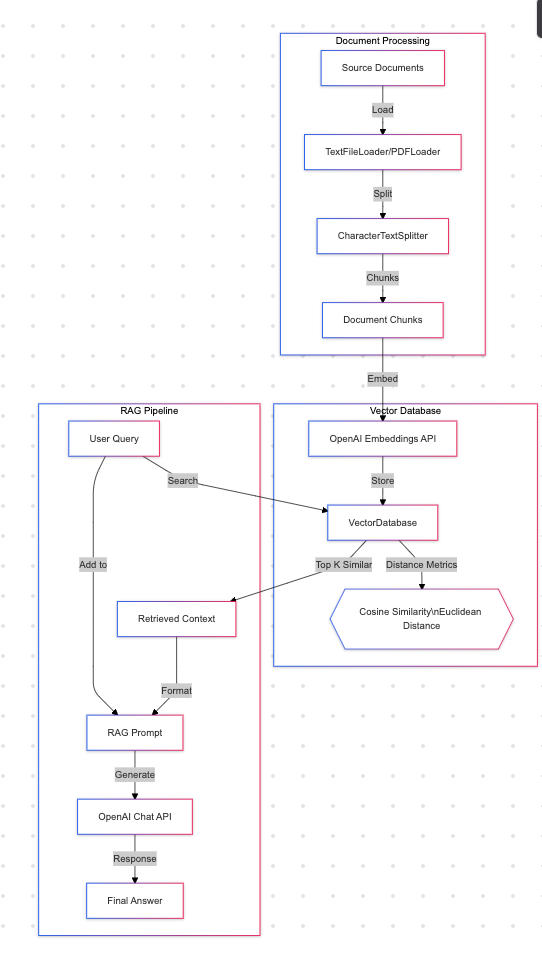 Document Processing
Source Documents
Load
TextFileLoader/PDFLoader
Split
CharacterTextSplitter
Chunks
Document Chunks
Embed
RAG Pipeline
User Query
Search
Add to
Retrieved Context
Format
RAG Prompt
Generate
OpenAI Chat API
Response
Final Answer
Vector Database
OpenAI Embeddings API
Store
VectorDatabase
Top K Similar
Distance Metrics
Cosine Similarity\nEuclidean
Distance